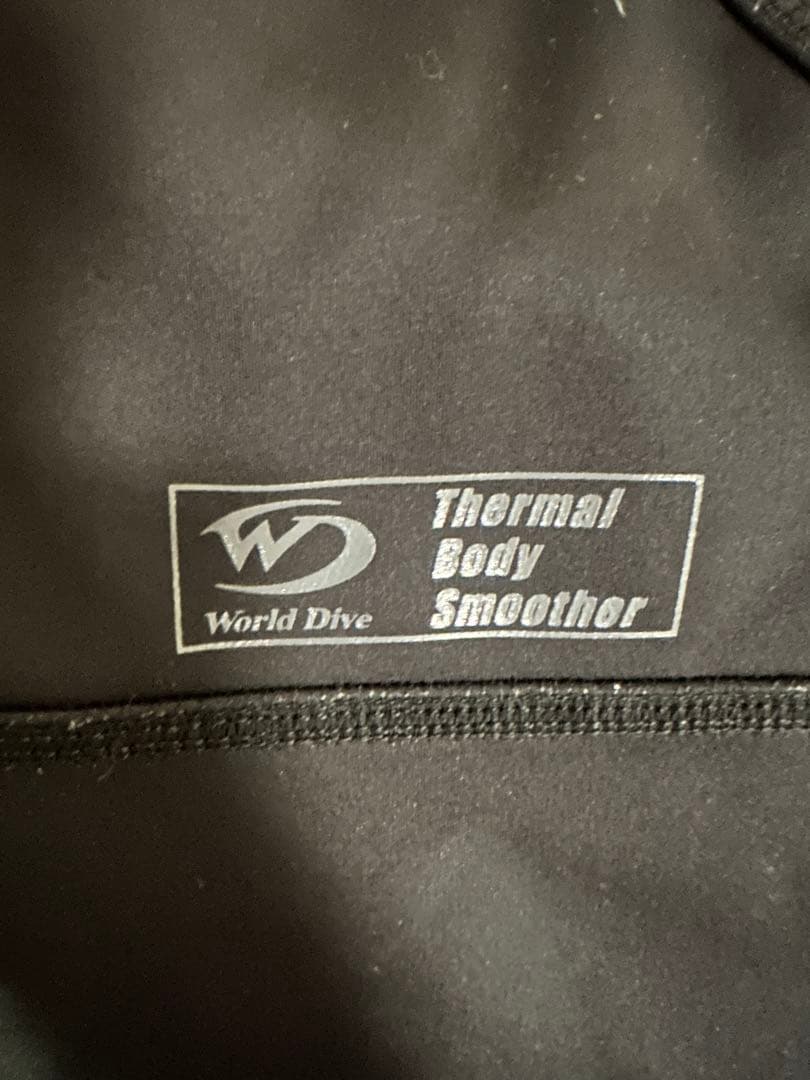 W
World Dive
Thermal
Body
Smoother